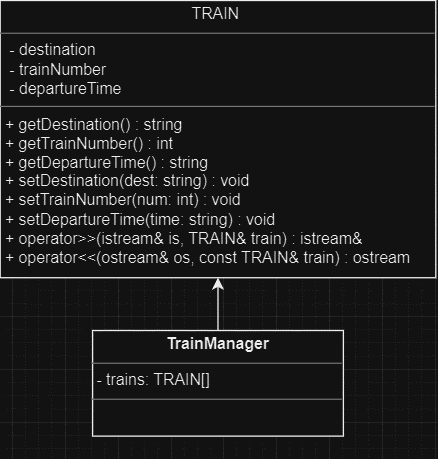 TRAIN
- destination
- trainNumber
- departureTime
+ getDestination() : string
+ getTrainNumber() : int
+ getDepartureTime() : string
+ setDestination(dest: string) : void
+ setTrainNumber(num: int) : void
+ setDepartureTime(time: string) : void
+ operator>>(istream& is, TRAIN& train) : istream&
+ operator<<(ostream& os, const TRAIN& train) : ostream
TrainManager
- trains: TRAIN[]